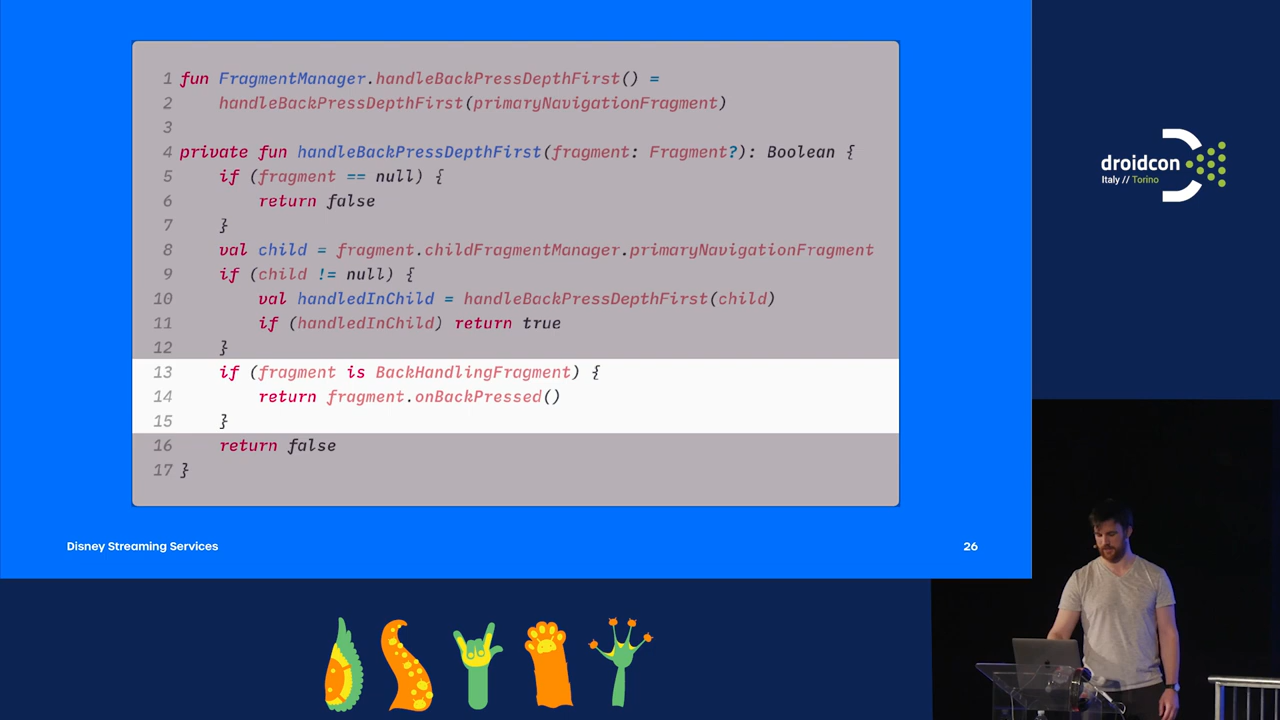 1 fun FragmentManager.handleBackPressDepthFirst() =
2 handleBackPressDepthFirst(primaryNavigationFragment)
3
4 private fun handleBackPressDepthFirst(fragment: Fragment?): Boolean {
5 if (fragment == null) {
6 return false
7 }
8 val child = fragment.childFragmentManager.primaryNavigationFragment
9 if (child != null) {
10 val handledInChild = handleBackPressDepthFirst(child)
11 if (handledInChild) return true
12 }
13 if (fragment is BackHandlingFragment) {
14 return fragment.onBackPressed()
15 }
16 return false
17 }
Disney Streaming Services
26
droidcon
Italy // Torino